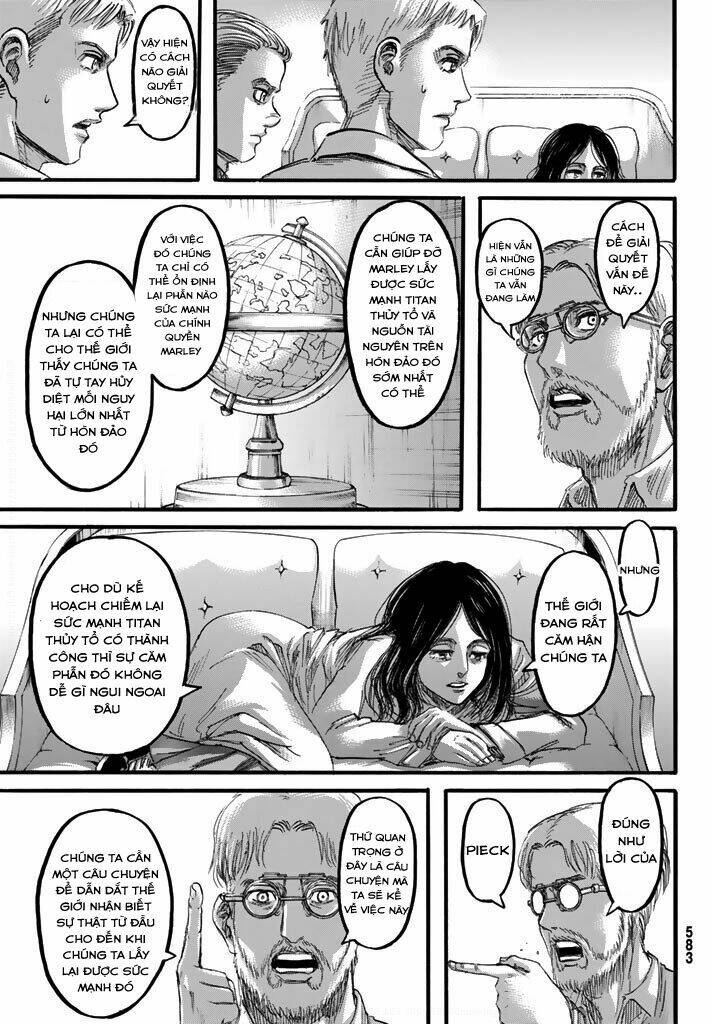 VẬY HIỆN
CÓ CÁCH
NÀO GIẢI
QUYẾT
KHÔNG?
CÁCH
ĐỂ GIẢI
QUYẾT
VẤN ĐỀ
NÀY..
HIỆN VẪN
LÀ NHỮNG
GÌ CHÚNG
TA VẪN
ĐANG LÀM
CHÚNG TA
CẦN GIÚP ĐỠ
MARLEY LẤY
ĐƯỢC SỨC
MẠNH TITAN
THỦY TỔ VÀ
NGUỒN TÀI
NGUYÊN TRÊN
HÒN ĐẢO ĐÓ
SỚM NHẤT
CÓ THỂ
VỚI VIỆC
ĐÓ CHÚNG TA
CHỈ CÓ
THỂ ỔN ĐỊNH
LẠI PHẦN NÀO
SỨC MẠNH
CỦA CHÍNH
QUYỀN MARLEY
NHƯNG CHÚNG
TA LẠI CÓ THỂ
CHO THẾ GIỚI
THẤY CHÚNG TA
ĐÃ TỰ TAY HỦY
DIỆT MỐI NGUY
HẠI LỚN NHẤT
TỪ HÒN ĐẢO
ĐÓ
NHƯNG
THẾ GIỚI
ĐANG RẤT
CĂM HẬN
CHÚNG TA
CHO DÙ KẾ
HOẠCH CHIẾM LẠI
SỨC MẠNH TITAN
THỦY TỔ CÓ THÀNH
CÔNG THÌ SỰ CĂM
PHẪN ĐÓ KHÔNG
DỄ GÌ NGUI NGOAI
ĐÂU
ĐÚNG NHƯ
LỜI CỦA
PIECK
THỨ QUAN
TRỌNG Ở
ĐÂY LÀ CÂU
CHUYỆN MÀ
TA SẼ KỂ
VỀ VIỆC NÀY
CHÚNG TA CẦN
MỘT CÂU CHUYỆN
ĐỂ DẪN DẮT THẾ
GIỚI NHẬN BIẾT
SỰ THẬT TỪ ĐẦU
CHO ĐẾN KHI
CHÚNG TA LẤY
LẠI ĐƯỢC SỨC
MẠNH ĐÓ
583